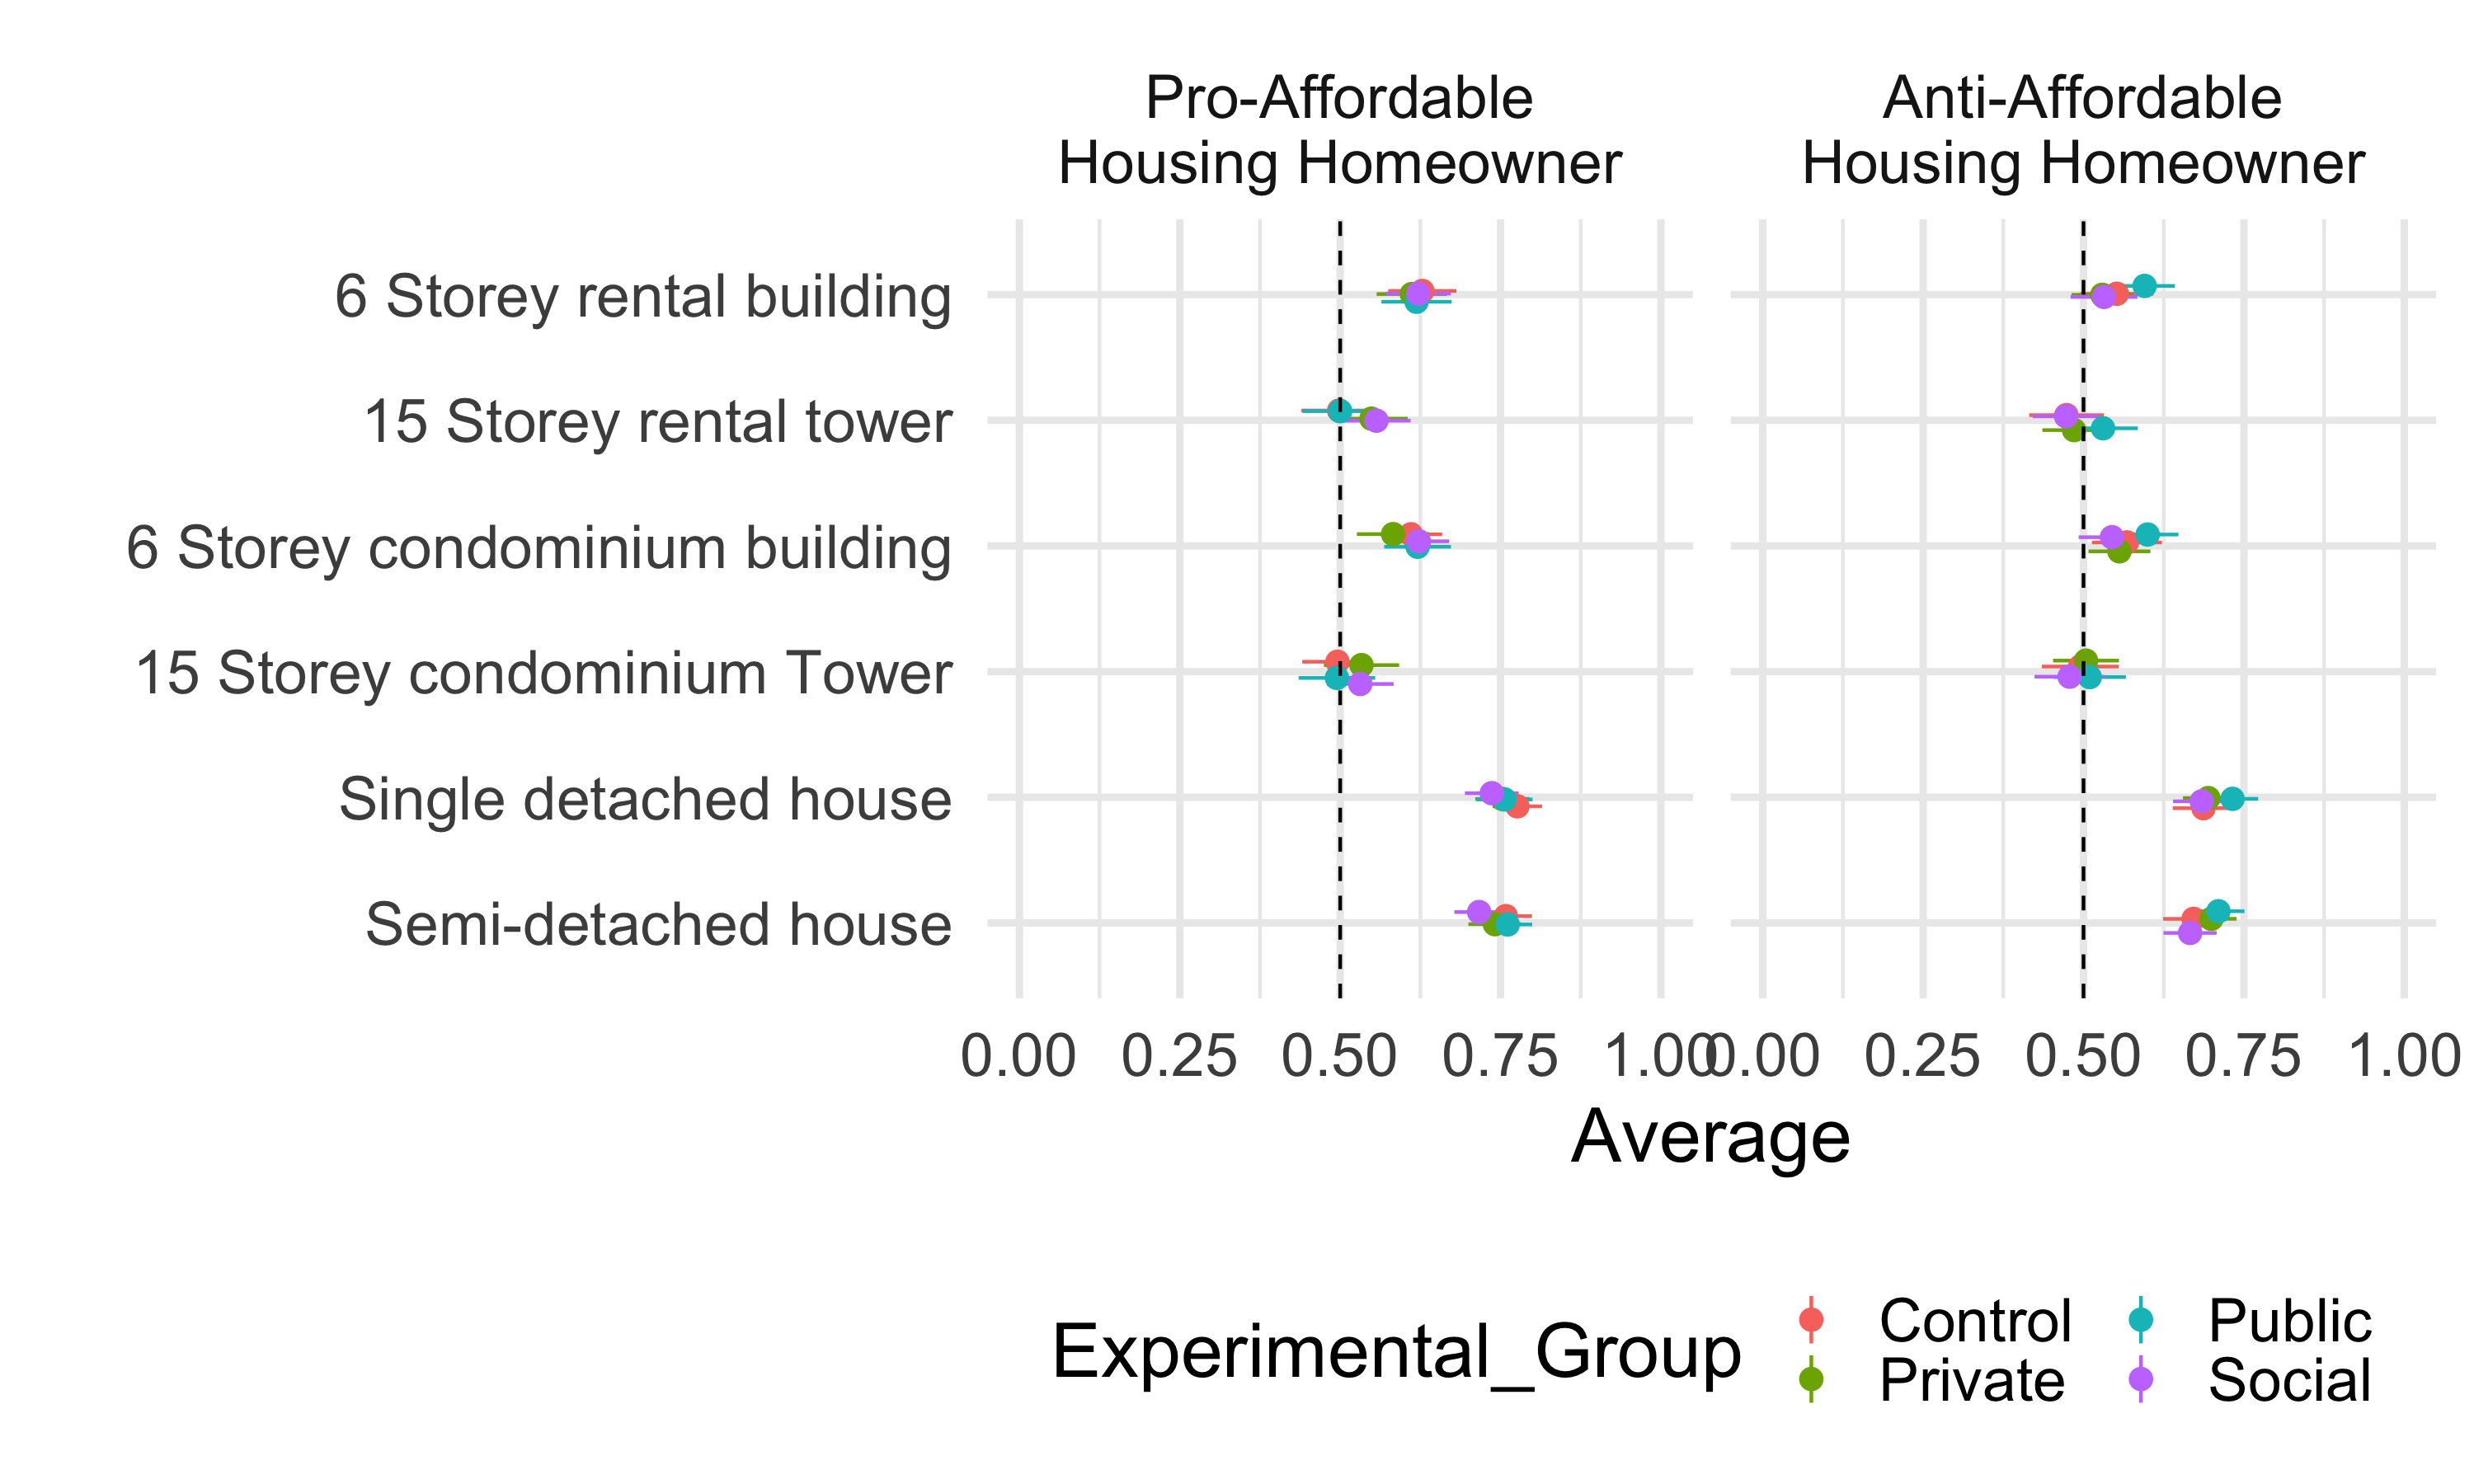 Pro-Affordable
Housing Homeowner
Anti-Affordable
Housing Homeowner
6 Storey rental building
15 Storey rental tower
6 Storey condominium building
15 Storey condominium Tower
Single detached house
Semi-detached house
0.00 0.25 0.50 0.75 1.00 0.00 0.25 0.50 0.75 1.00
Average
Experimental_Group
Control Public
Private Social